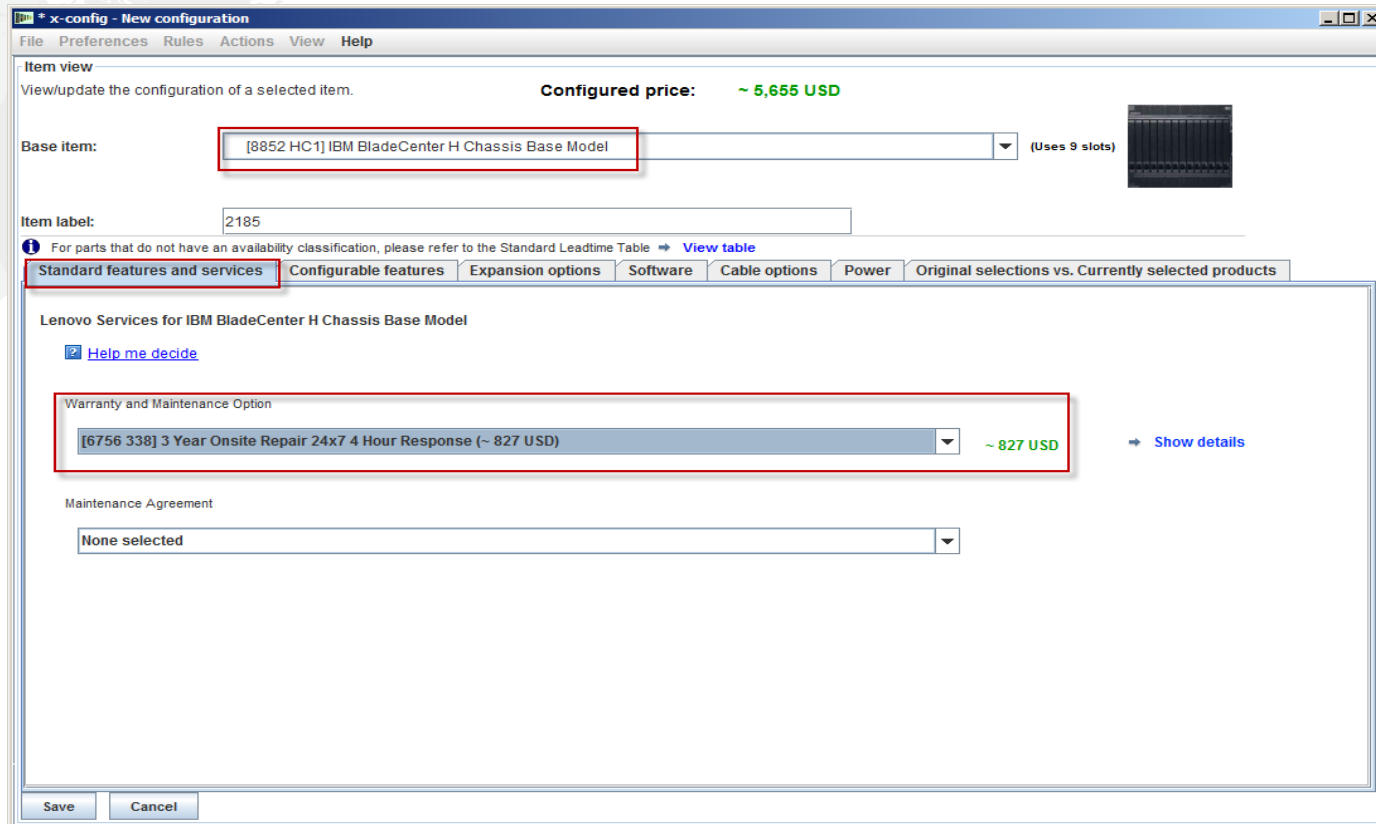 * x-config - New configuration
File Preferences Rules Actions View Help
Item view
View/update the configuration of a selected item. Configured price: ~ 5,655 USD
Base item: [8852 HC1] IBM BladeCenter H Chassis Base Model (Uses 9 slots)
Item label: 2185
For parts that do not have an availability classification, please refer to the Standard Leadtime Table ➡ View table
Standard features and services Configurable features Expansion options Software Cable options Power Original selections vs. Currently selected products
Lenovo Services for IBM BladeCenter H Chassis Base Model
? Help me decide
Warranty and Maintenance Option
[6756 338] 3 Year Onsite Repair 24x7 4 Hour Response (~ 827 USD) ~ 827 USD ➡ Show details
Maintenance Agreement
None selected
Save Cancel